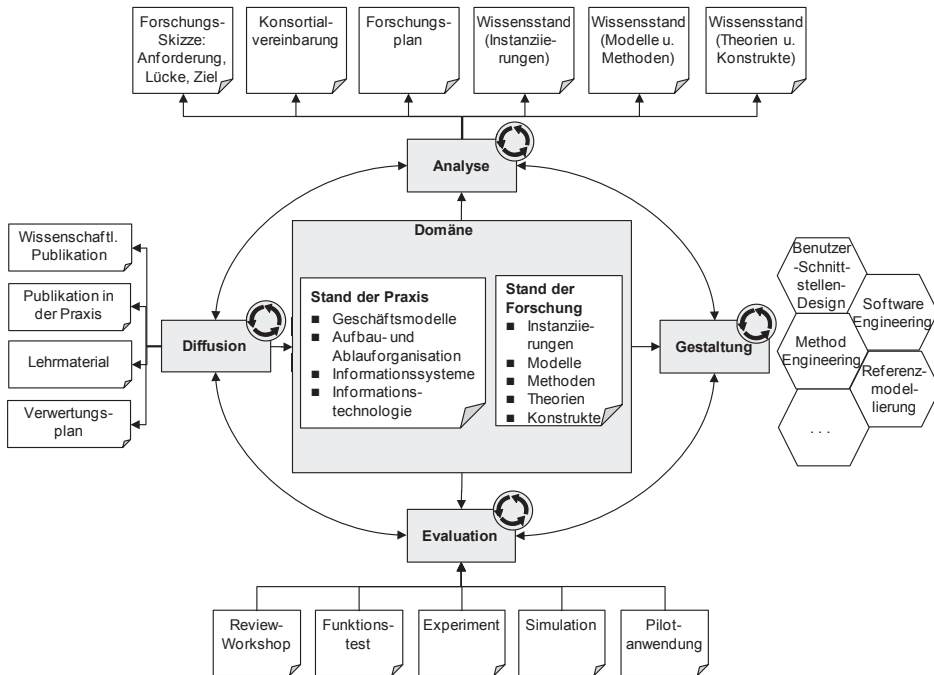 Forschungs-
Skizze:
Anforderung,
Lücke, Ziel
Konsortial-
vereinbarung
Forschungs-
plan
Wissensstand
(Instanziie-
rungen)
Wissensstand
(Modelle u.
Methoden)
Wissensstand
(Theorien u.
Konstrukte)
Analyse
Domäne
Wissenschaftl.
Publikation
Publikation in
der Praxis
Lehrmaterial
Verwertungs-
plan
Diffusion
Stand der Praxis
■ Geschäftsmodelle
■ Aufbau- und
Ablauforganisation
■ Informationssysteme
■ Informations-
technologie
Stand der
Forschung
■ Instanziie-
rungen
■ Modelle
■ Methoden
■ Theorien
■ Konstrukte
Gestaltung
Benutzer
-Schnitt-
stellen-
Design
Software
Engineering
Method
Engineering
Referenz-
model-
lierung
. . .
Evaluation
Review-
Workshop
Funktions-
test
Experiment
Simulation
Pilot-
anwendung